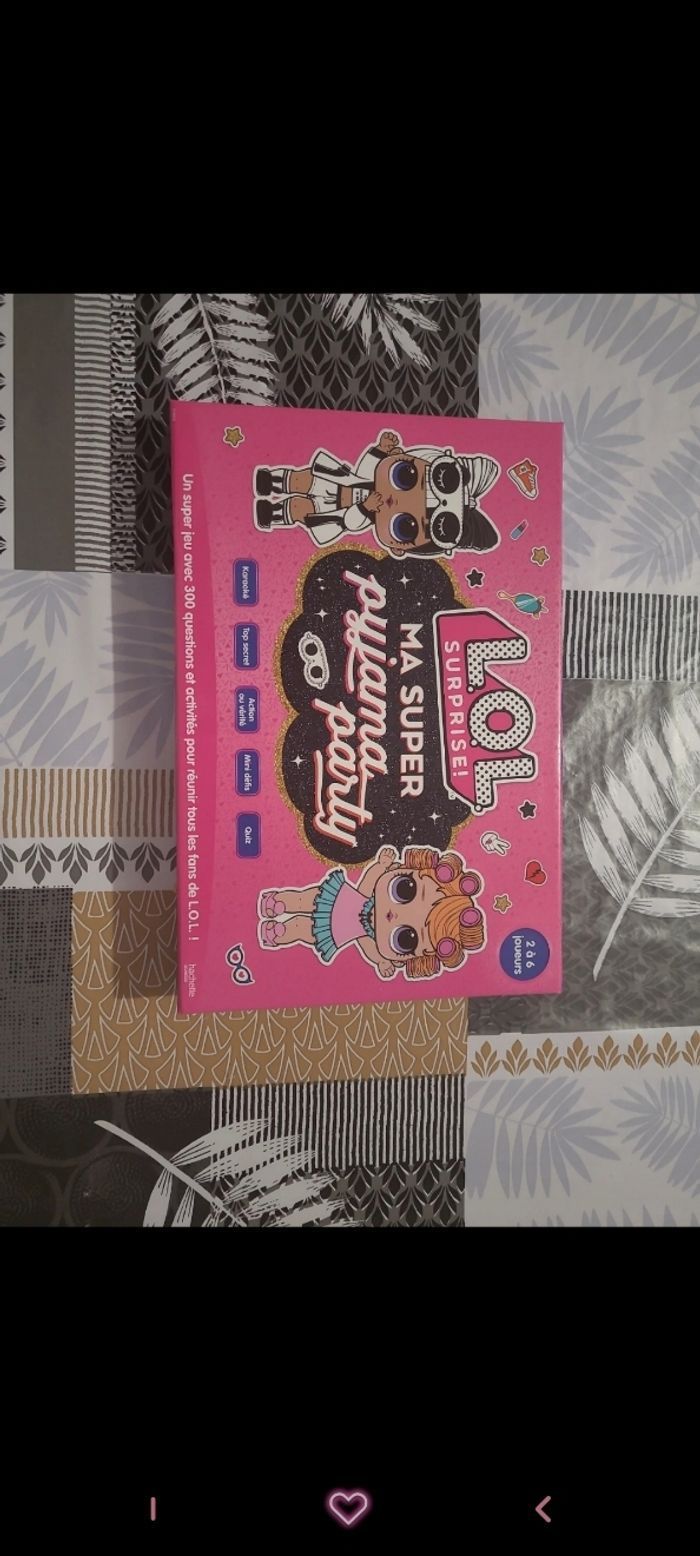 L.O.L.
SURPRISE!
MA SUPER
pyjama party
2 à 6
joueurs
Karaoké
Top secret
Action
ou vérité
Mini défis
Quiz
Un super jeu avec 300 questions et activités pour réunir tous les fans de L.O.L. !
hachette